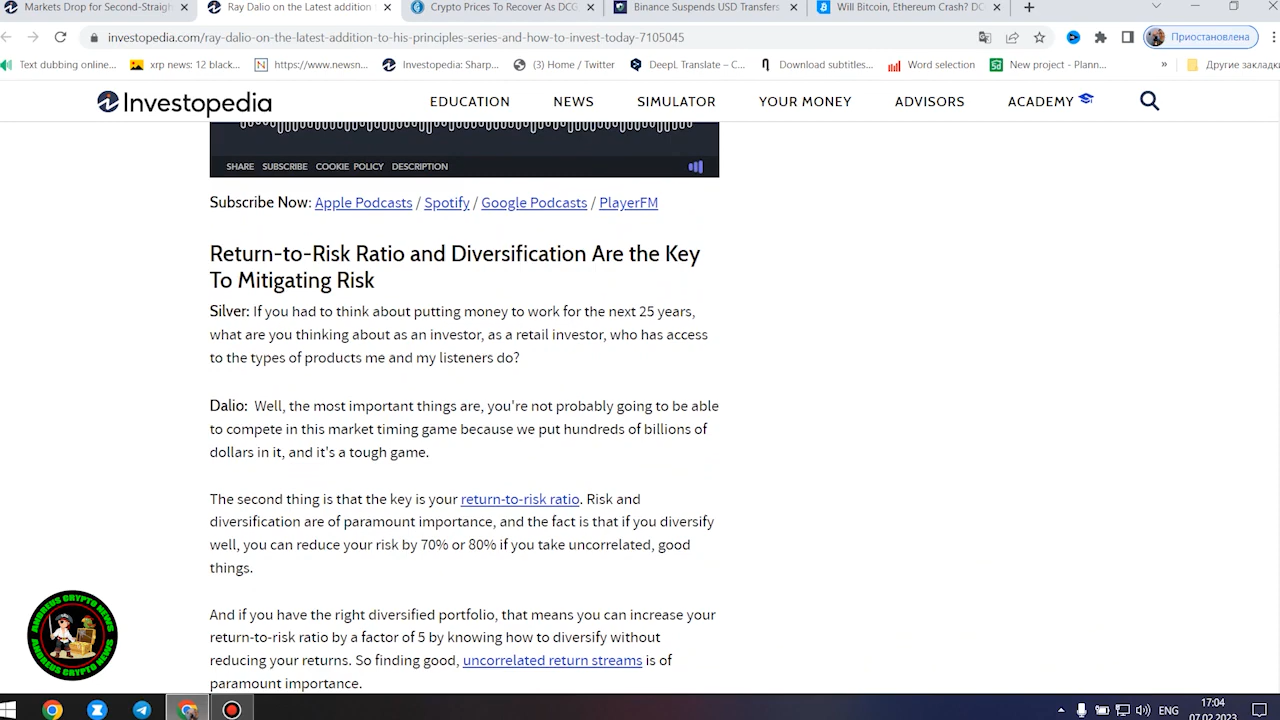 Markets Drop for Second-Straigh
Ray Dalio on the Latest addition
Crypto Prices To Recover As DCG
Binance Suspends USD Transfers
Will Bitcoin, Ethereum Crash? DC
investopedia.com/ray-dalio-on-the-latest-addition-to-his-principles-series-and-how-to-invest-today-7105045
Приостановлена
Text dubbing online...
xrp news: 12 black...
https://www.newsn...
Investopedia: Sharp...
(3) Home / Twitter
DeepL Translate – C...
Download subtitles...
Word selection
New project - Plann...
»
Другие закладки
Investopedia
EDUCATION
NEWS
SIMULATOR
YOUR MONEY
ADVISORS
ACADEMY
SHARE SUBSCRIBE COOKIE POLICY DESCRIPTION
Subscribe Now: Apple Podcasts / Spotify / Google Podcasts / PlayerFM
Return-to-Risk Ratio and Diversification Are the Key
To Mitigating Risk
Silver: If you had to think about putting money to work for the next 25 years,
what are you thinking about as an investor, as a retail investor, who has access
to the types of products me and my listeners do?
Dalio: Well, the most important things are, you're not probably going to be able
to compete in this market timing game because we put hundreds of billions of
dollars in it, and it's a tough game.
The second thing is that the key is your return-to-risk ratio. Risk and
diversification are of paramount importance, and the fact is that if you diversify
well, you can reduce your risk by 70% or 80% if you take uncorrelated, good
things.
And if you have the right diversified portfolio, that means you can increase your
return-to-risk ratio by a factor of 5 by knowing how to diversify without
reducing your returns. So finding good, uncorrelated return streams is of
paramount importance.
ANDREUS CRYPTO NEWS
ANDREUS CRYPTO NEWS
ENG
17:04
07.02.2023